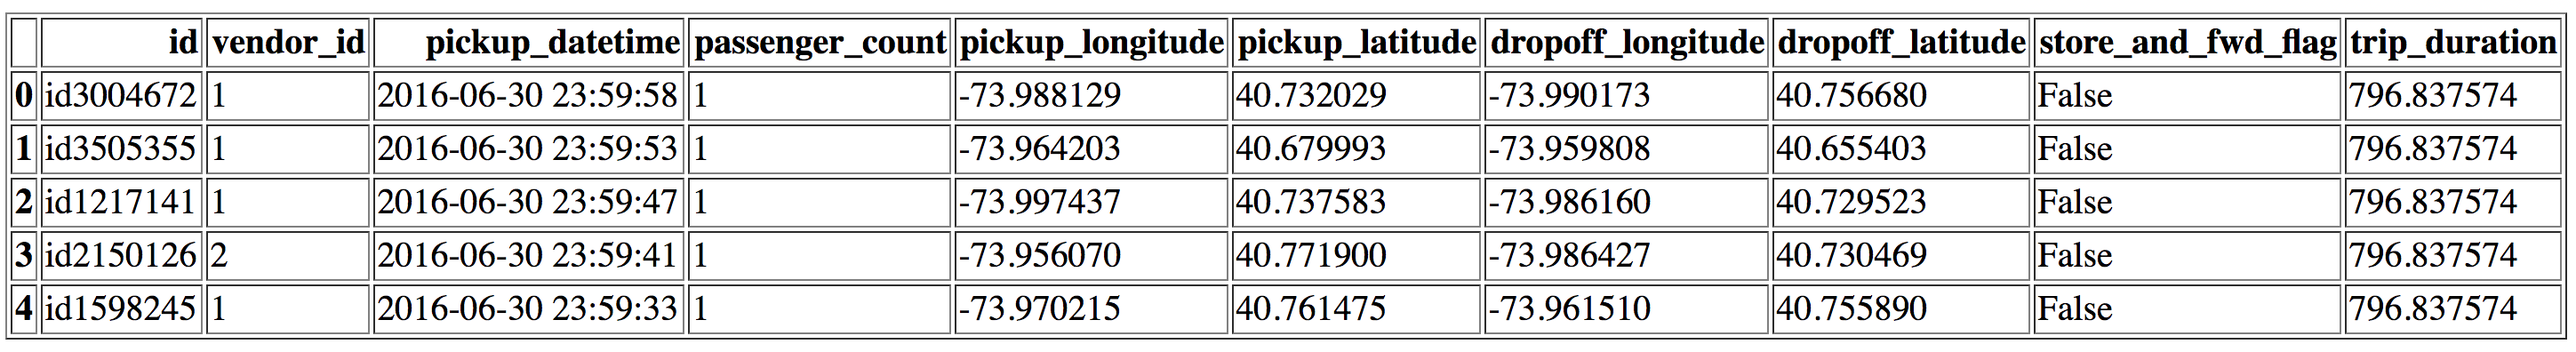 id vendor_id pickup_datetime passenger_count pickup_longitude pickup_latitude dropoff_longitude dropoff_latitude store_and_fwd_flag trip_duration
0 id3004672 1 2016-06-30 23:59:58 1 -73.988129 40.732029 -73.990173 40.756680 False 796.837574
1 id3505355 1 2016-06-30 23:59:53 1 -73.964203 40.679993 -73.959808 40.655403 False 796.837574
2 id1217141 1 2016-06-30 23:59:47 1 -73.997437 40.737583 -73.986160 40.729523 False 796.837574
3 id2150126 2 2016-06-30 23:59:41 1 -73.956070 40.771900 -73.986427 40.730469 False 796.837574
4 id1598245 1 2016-06-30 23:59:33 1 -73.970215 40.761475 -73.961510 40.755890 False 796.837574